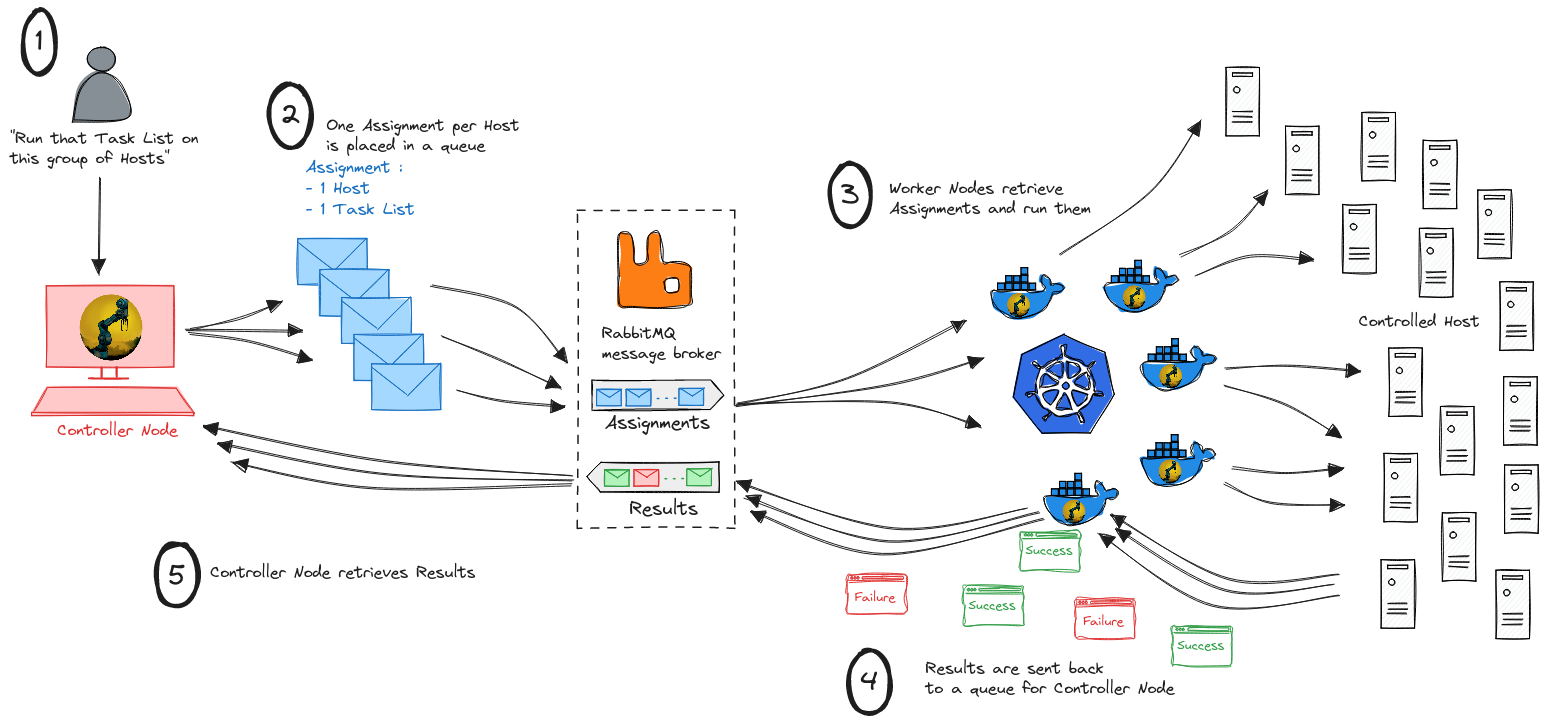 1
"Run that Task List on
this group of Hosts"
Controller Node
2
One Assignment per Host
is placed in a queue
Assignment :
- 1 Host
- 1 Task List
RabbitMQ
message broker
Assignments
Results
3
Worker Nodes retrieve
Assignments and run them
Controlled Host
Success
Failure
Success
Failure
Success
4
Results are sent back
to a queue for Controller Node
5
Controller Node retrieves Results